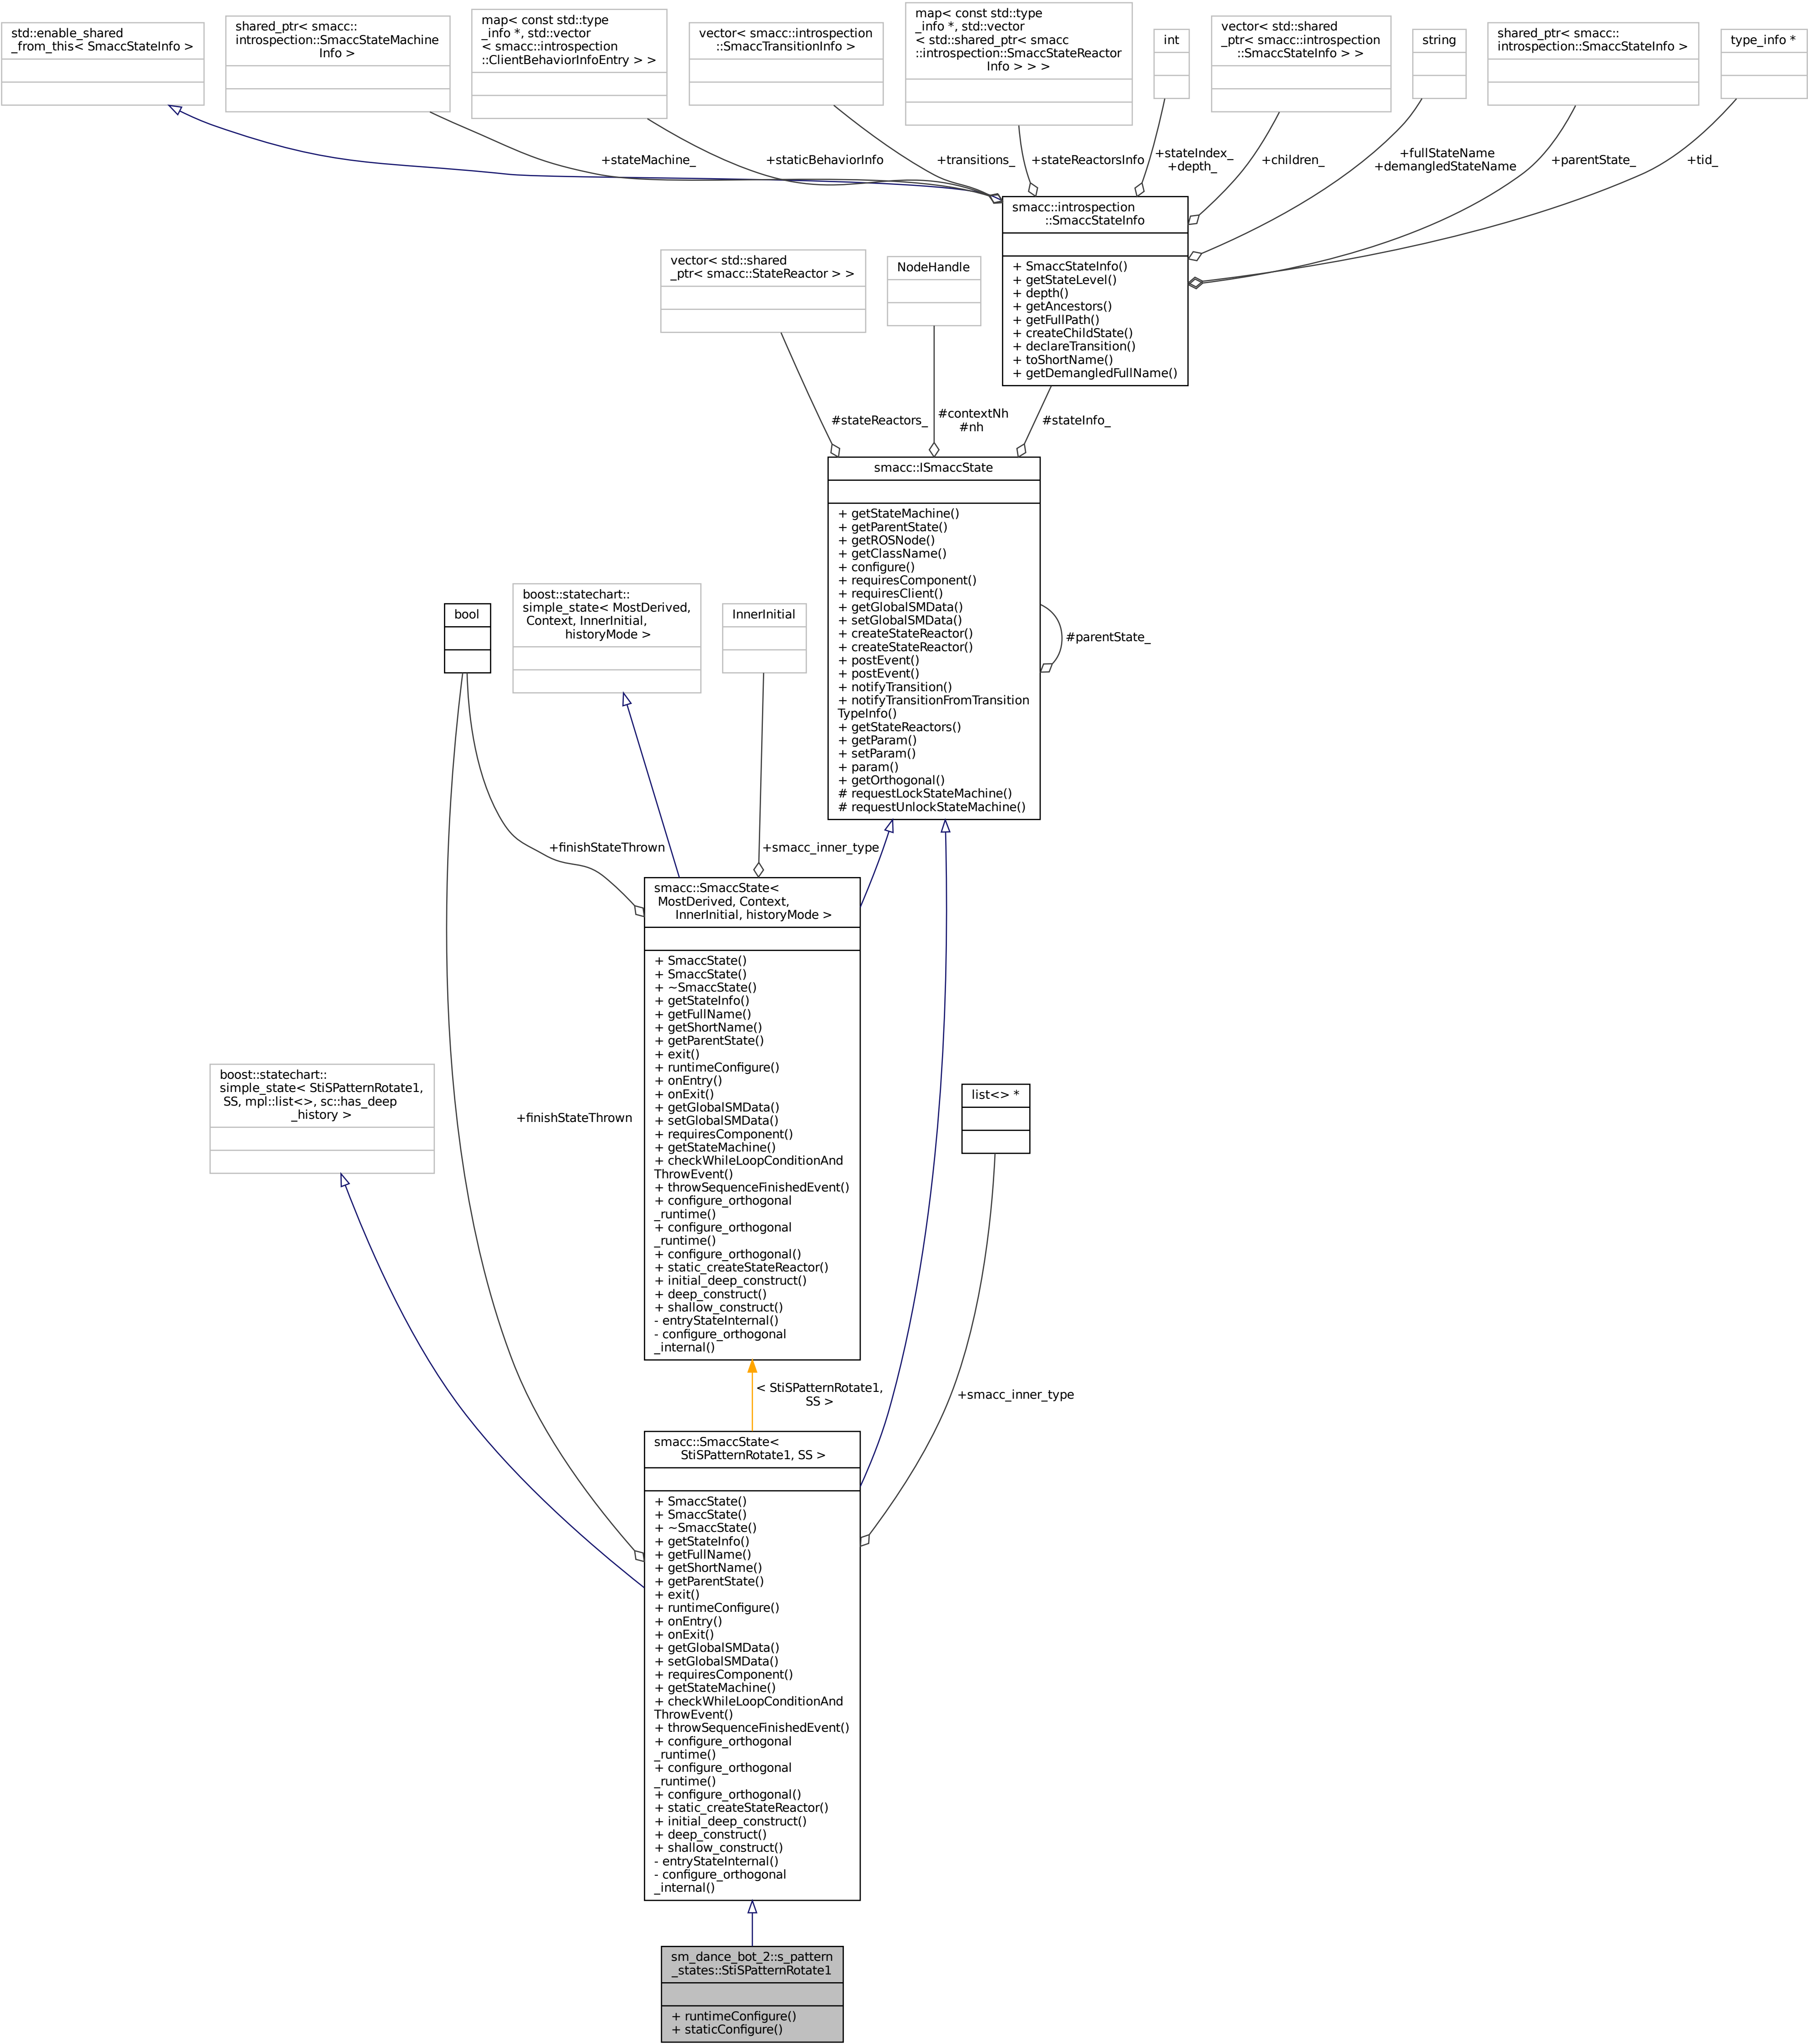 std::enable_shared
_from_this< SmaccStateInfo >
shared_ptr< smacc::
introspection::SmaccStateMachine
Info >
map< const std::type
_info *, std::vector
< smacc::introspection
::ClientBehaviorInfoEntry > >
vector< smacc::introspection
::SmaccTransitionInfo >
map< const std::type
_info *, std::vector
< std::shared_ptr< smacc
::introspection::SmaccStateReactor
Info > > >
int
vector< std::shared
_ptr< smacc::introspection
::SmaccStateInfo > >
string
shared_ptr< smacc::
introspection::SmaccStateInfo >
type_info *
+stateMachine_
+staticBehaviorInfo
+transitions_
+stateReactorsInfo
+stateIndex_
+depth_
+children_
+fullStateName
+demangledStateName
+parentState_
+tid_
smacc::introspection
::SmaccStateInfo
+ SmaccStateInfo()
+ getStateLevel()
+ depth()
+ getAncestors()
+ getFullPath()
+ createChildState()
+ declareTransition()
+ toShortName()
+ getDemangledFullName()
vector< std::shared
_ptr< smacc::StateReactor > >
NodeHandle
#stateReactors_
#contextNh
#nh
#stateInfo_
smacc::ISmaccState
+ getStateMachine()
+ getParentState()
+ getROSNode()
+ getClassName()
+ configure()
+ requiresComponent()
+ requiresClient()
+ getGlobalSMData()
+ setGlobalSMData()
+ createStateReactor()
+ createStateReactor()
+ postEvent()
+ postEvent()
+ notifyTransition()
+ notifyTransitionFromTransition
TypeInfo()
+ getStateReactors()
+ getParam()
+ setParam()
+ param()
+ getOrthogonal()
# requestLockStateMachine()
# requestUnlockStateMachine()
#parentState_
bool
boost::statechart::
simple_state< MostDerived,
Context, InnerInitial,
historyMode >
InnerInitial
+finishStateThrown
+smacc_inner_type
smacc::SmaccState<
MostDerived, Context,
InnerInitial, historyMode >
+ SmaccState()
+ SmaccState()
+ ~SmaccState()
+ getStateInfo()
+ getFullName()
+ getShortName()
+ getParentState()
+ exit()
+ runtimeConfigure()
+ onEntry()
+ onExit()
+ getGlobalSMData()
+ setGlobalSMData()
+ requiresComponent()
+ getStateMachine()
+ checkWhileLoopConditionAnd
ThrowEvent()
+ throwSequenceFinishedEvent()
+ configure_orthogonal
_runtime()
+ configure_orthogonal
_runtime()
+ configure_orthogonal()
+ static_createStateReactor()
+ initial_deep_construct()
+ deep_construct()
+ shallow_construct()
- entryStateInternal()
- configure_orthogonal
_internal()
boost::statechart::
simple_state< StiSPatternRotate1,
SS, mpl::list<>, sc::has_deep
_history >
+finishStateThrown
list<> *
< StiSPatternRotate1,
SS >
+smacc_inner_type
smacc::SmaccState<
StiSPatternRotate1, SS >
+ SmaccState()
+ SmaccState()
+ ~SmaccState()
+ getStateInfo()
+ getFullName()
+ getShortName()
+ getParentState()
+ exit()
+ runtimeConfigure()
+ onEntry()
+ onExit()
+ getGlobalSMData()
+ setGlobalSMData()
+ requiresComponent()
+ getStateMachine()
+ checkWhileLoopConditionAnd
ThrowEvent()
+ throwSequenceFinishedEvent()
+ configure_orthogonal
_runtime()
+ configure_orthogonal
_runtime()
+ configure_orthogonal()
+ static_createStateReactor()
+ initial_deep_construct()
+ deep_construct()
+ shallow_construct()
- entryStateInternal()
- configure_orthogonal
_internal()
sm_dance_bot_2::s_pattern
_states::StiSPatternRotate1
+ runtimeConfigure()
+ staticConfigure()